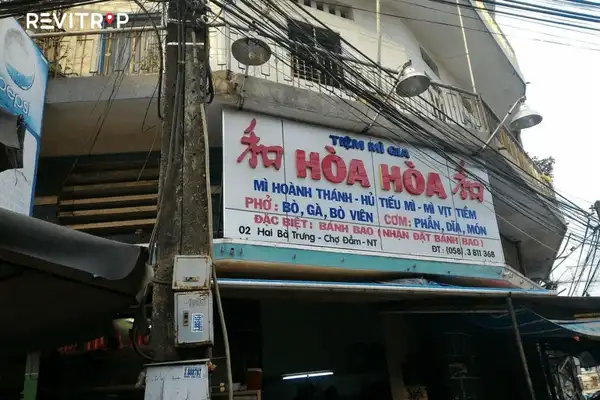 REVITRIP
pepsi
TIỆM MÌ GIA
和 HÒA HÒA 和
MÌ HOÀNH THÁNH - HỦ TIẾU MÌ - MÌ VỊT TIỀM
PHỞ: BÒ, GÀ, BÒ VIÊN CƠM: PHẦN, DĨA, MÓN
ĐẶC BIỆT: BÁNH BAO (NHẬN ĐẶT BÁNH BAO)
02 Hai Bà Trưng - Chợ Đầm - NT
ĐT: (058).3 811 368